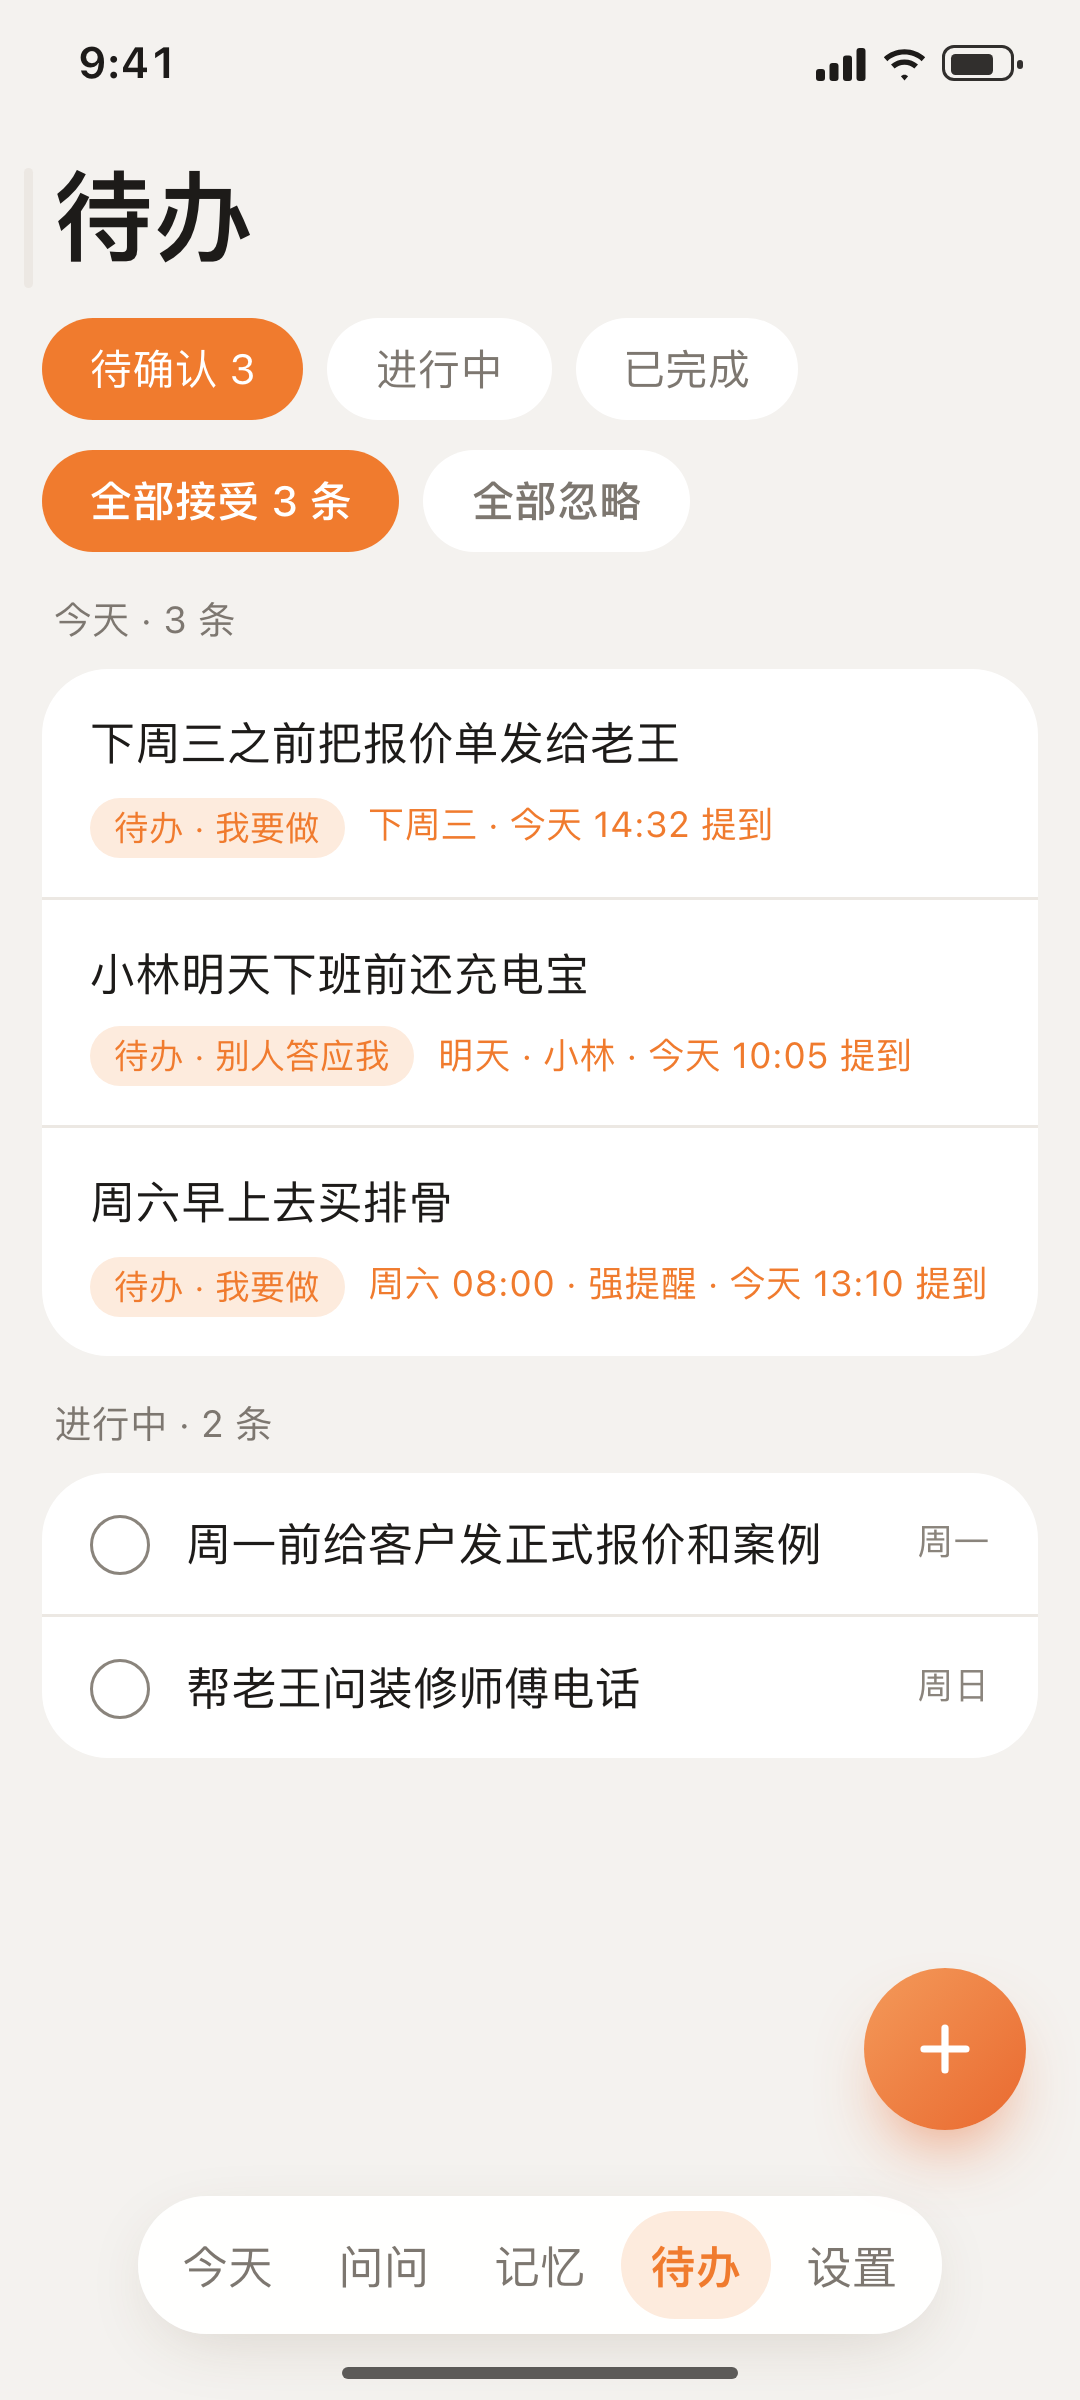 9:41
待办
待确认 3 进行中 已完成
全部接受 3 条 全部忽略
今天 · 3 条
下周三之前把报价单发给老王
待办 · 我要做 下周三 · 今天 14:32 提到
小林明天下班前还充电宝
待办 · 别人答应我 明天 · 小林 · 今天 10:05 提到
周六早上去买排骨
待办 · 我要做 周六 08:00 · 强提醒 · 今天 13:10 提到
进行中 · 2 条
周一前给客户发正式报价和案例 周一
帮老王问装修师傅电话 周日
今天 问问 记忆 待办 设置